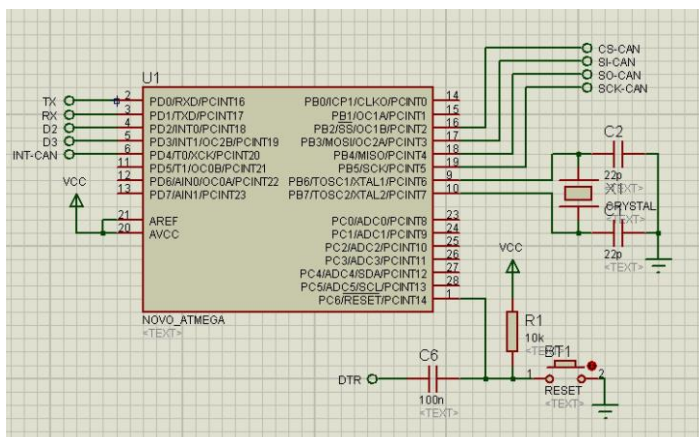 U1
TX 2 PD0/RXD/PCINT16 PB0/ICP1/CLKO/PCINT0 14
RX 3 PD1/TXD/PCINT17 PB1/OC1A/PCINT1 15
D2 4 PD2/INT0/PCINT18 PB2/SS/OC1B/PCINT2 16
D3 5 PD3/INT1/OC2B/PCINT19 PB3/MOSI/OC2A/PCINT3 17
INT-CAN 6 PD4/T0/XCK/PCINT20 PB4/MISO/PCINT4 18
11 PD5/T1/OC0B/PCINT21 PB5/SCK/PCINT5 19
12 PD6/AIN0/OC0A/PCINT22 PB6/TOSC1/XTAL1/PCINT6 9
13 PD7/AIN1/PCINT23 PB7/TOSC2/XTAL2/PCINT7 10
VCC
21 AREF PC0/ADC0/PCINT8 23
20 AVCC PC1/ADC1/PCINT9 24
PC2/ADC2/PCINT10 25
PC3/ADC3/PCINT11 26
PC4/ADC4/SDA/PCINT12 27
PC5/ADC5/SCL/PCINT13 28
PC6/RESET/PCINT14 1
NOVO_ATMEGA
<TEXT>
CS-CAN
SI-CAN
SO-CAN
SCK-CAN
C2
22p
<TEXT>
X1
CRYSTAL
22p
<TEXT>
VCC
R1
10k
<TEXT>
DTR
C6
100n
<TEXT>
BT1
1 2
RESET
<TEXT>